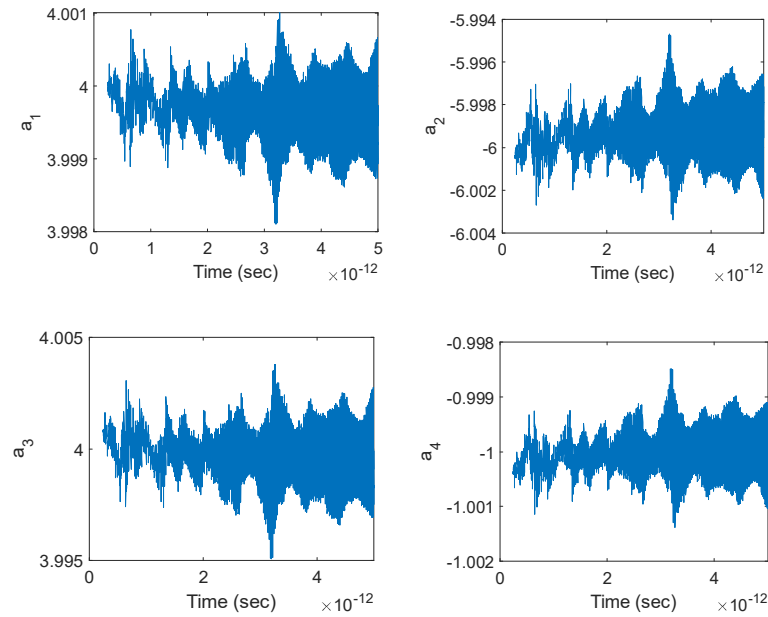 4.001
4
3.999
3.998
a1
0 1 2 3 4 5
Time (sec)
×10-12
-5.994
-5.998
-6
-6.002
-6.004
a2
0 2 4
Time (sec)
×10-12
4.005
4
3.995
a3
0 2 4
Time (sec)
×10-12
-0.998
-0.999
-1
-1.001
-1.002
a4
0 2 4
Time (sec)
×10-12